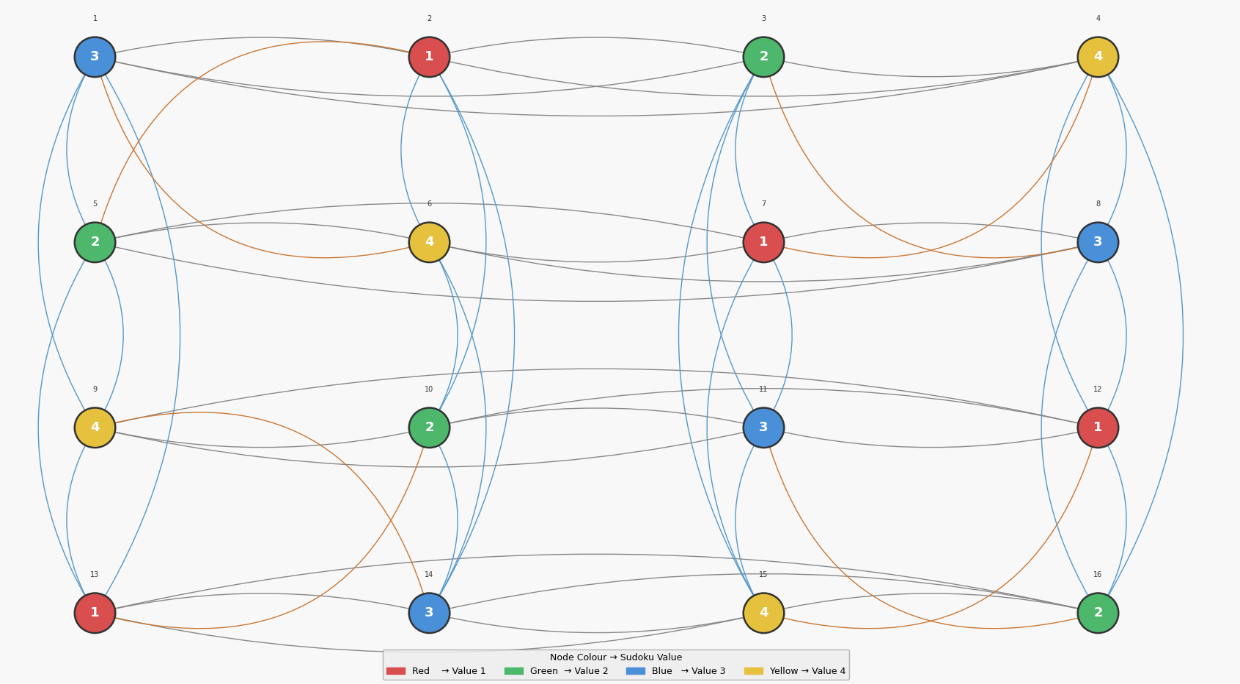 1 2 3 4
3 1 2 4
5 6 7 8
2 4 1 3
9 10 11 12
4 2 3 1
13 14 15 16
1 3 4 2
Node Colour → Sudoku Value
Red → Value 1 Green → Value 2 Blue → Value 3 Yellow → Value 4